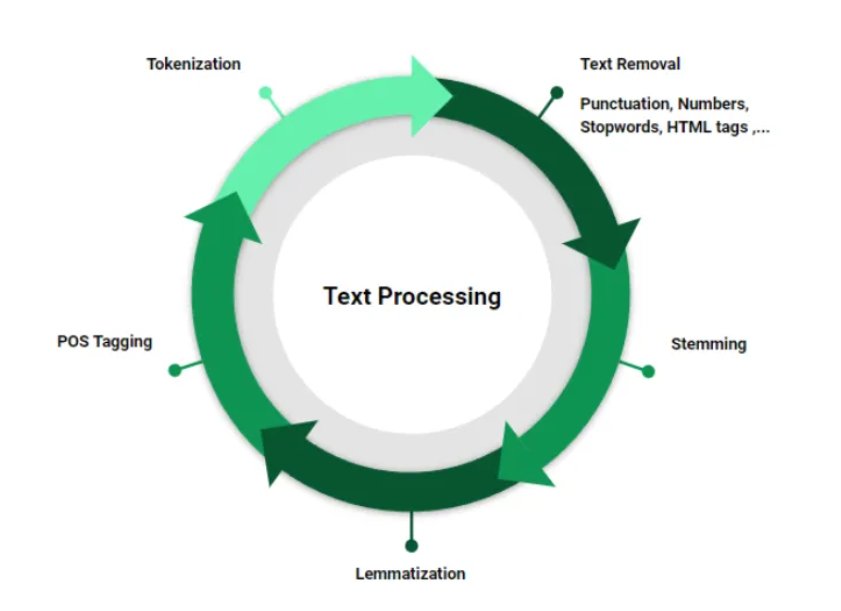 Tokenization
Text Removal
Punctuation, Numbers,
Stopwords, HTML tags ,...
Text Processing
POS Tagging
Stemming
Lemmatization